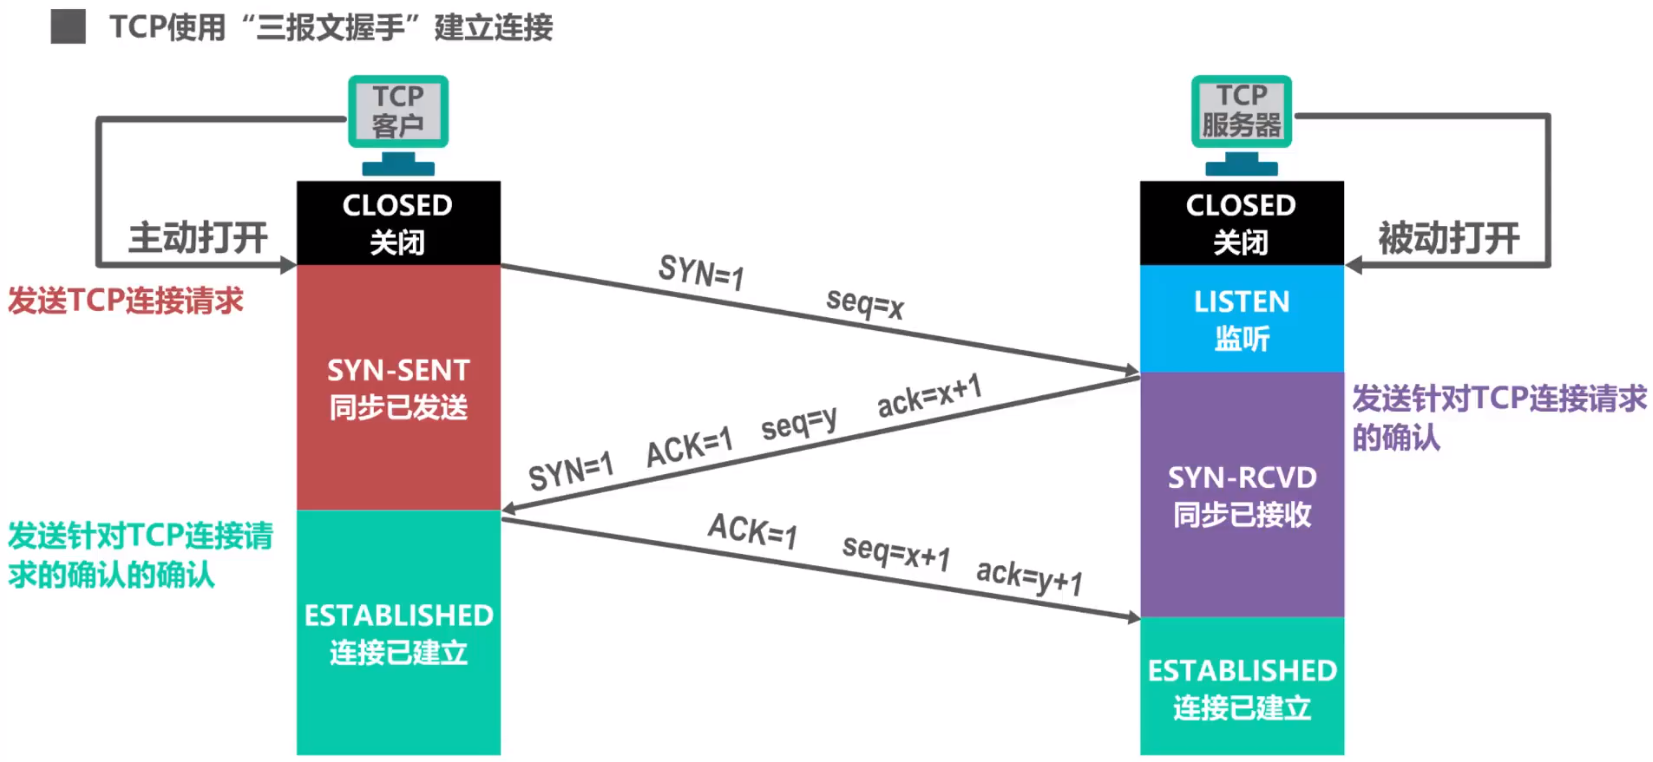 TCP使用“三报文握手”建立连接
TCP
客户
TCP
服务器
CLOSED
关闭
CLOSED
关闭
主动打开
被动打开
发送TCP连接请求
SYN=1 seq=x
LISTEN
监听
SYN-SENT
同步已发送
SYN=1 ACK=1 seq=y ack=x+1
发送针对TCP连接请求
的确认
SYN-RCVD
同步已接收
发送针对TCP连接请
求的确认的确认
ACK=1 seq=x+1 ack=y+1
ESTABLISHED
连接已建立
ESTABLISHED
连接已建立